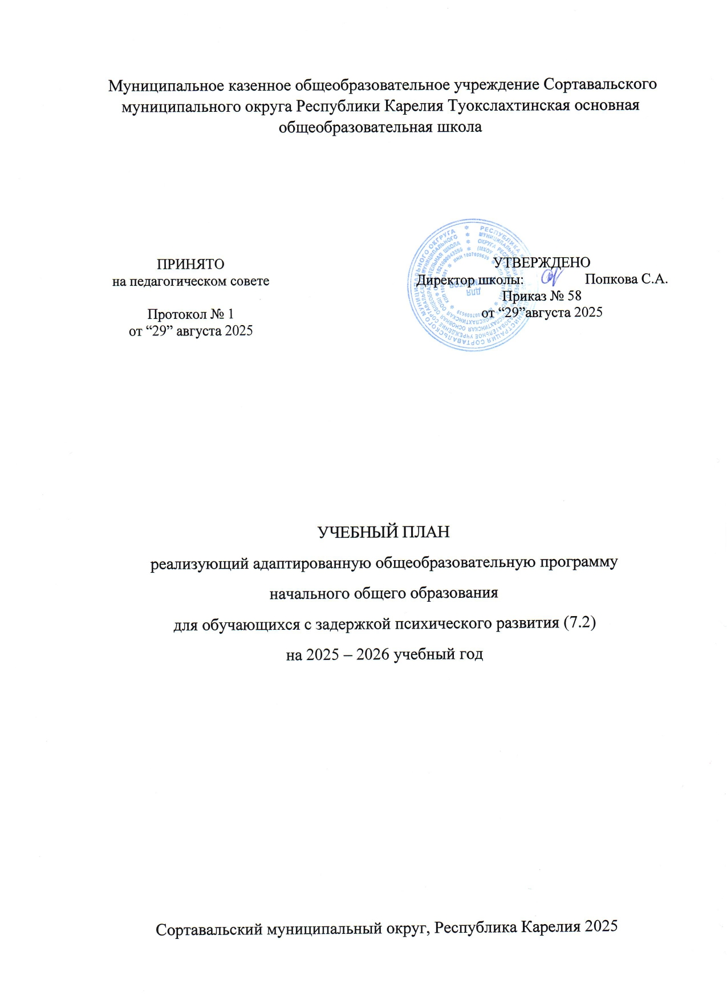 Муниципальное казенное общеобразовательное учреждение Сортавальского
муниципального округа Республики Карелия Туокслахтинская основная
общеобразовательная школа
ПРИНЯТО
на педагогическом совете
Протокол № 1
от “29” августа 2025
УТВЕРЖДЕНО
Директор школы: Попкова С.А.
Приказ № 58
от “29”августа 2025
УЧЕБНЫЙ ПЛАН
реализующий адаптированную общеобразовательную программу
начального общего образования
для обучающихся с задержкой психического развития (7.2)
на 2025 – 2026 учебный год
Сортавальский муниципальный округ, Республика Карелия 2025